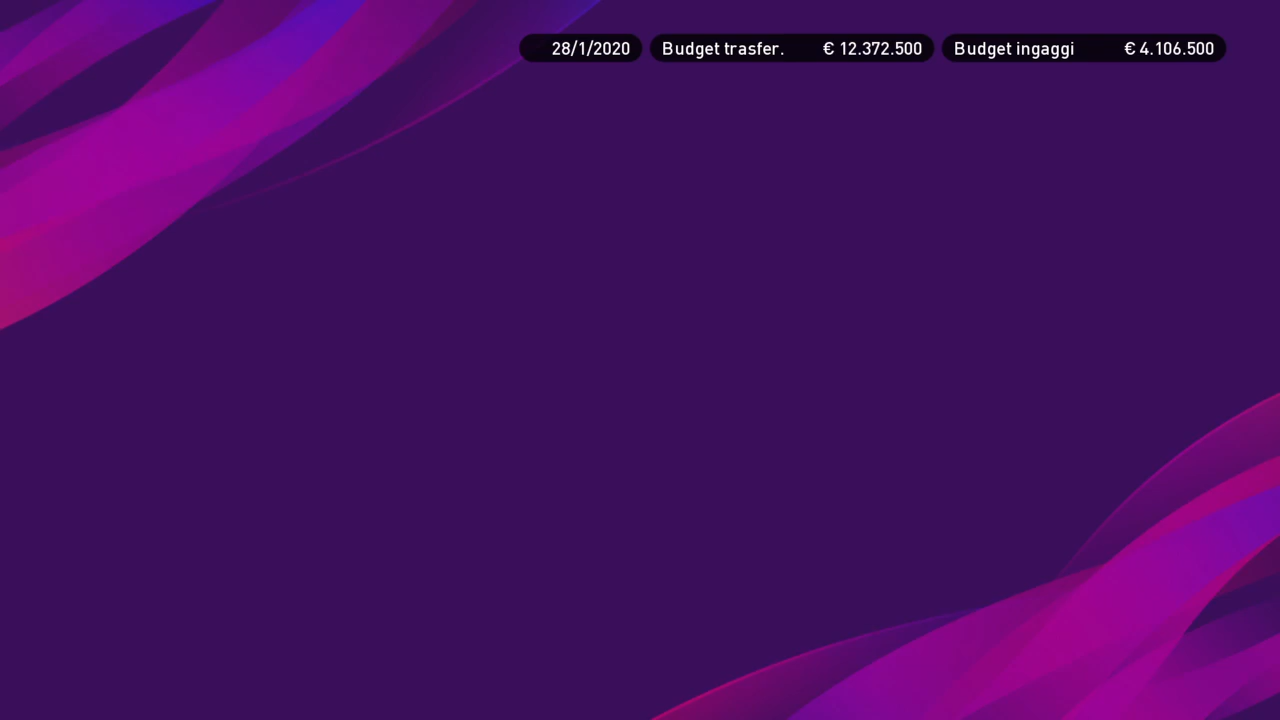 28/1/2020 Budget trasfer. € 12.372.500 Budget ingaggi € 4.106.500